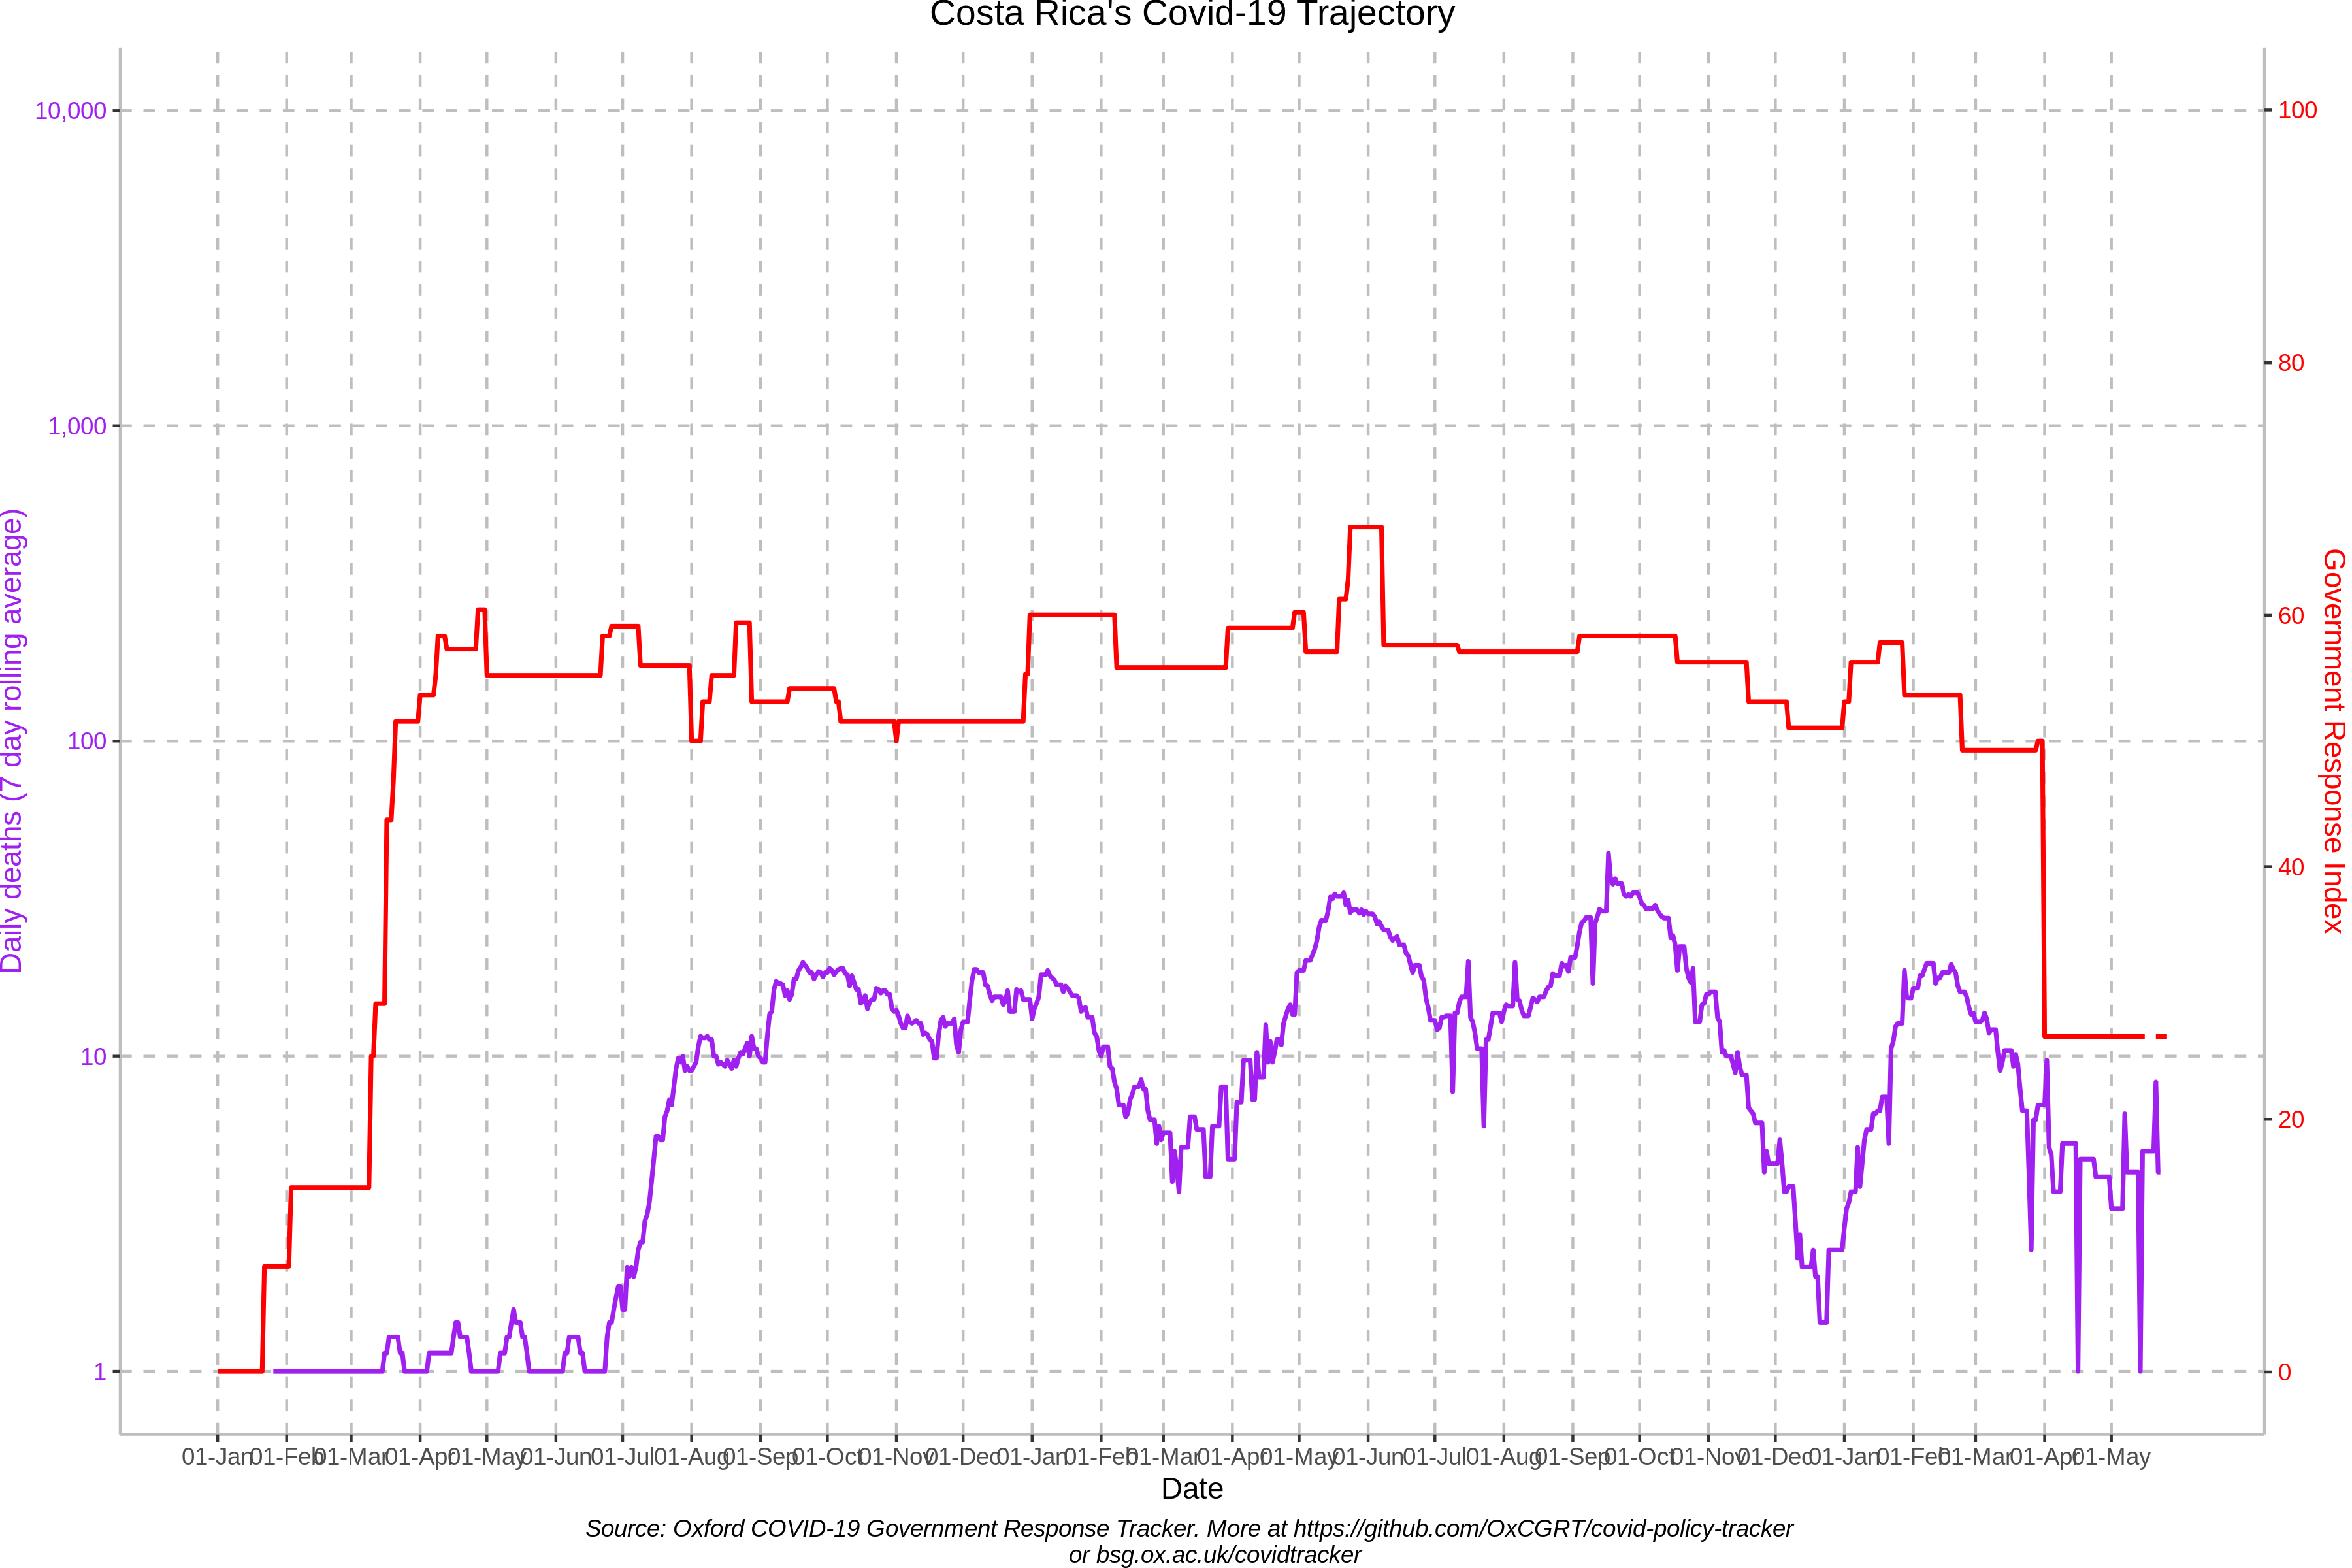 Costa Rica's Covid-19 Trajectory
10,000
1,000
100
10
1
Daily deaths (7 day rolling average)
100
80
60
40
20
0
Government Response Index
01-Jan 01-Feb 01-Mar 01-Apr 01-May 01-Jun 01-Jul 01-Aug 01-Sep 01-Oct 01-Nov 01-Dec 01-Jan 01-Feb 01-Mar 01-Apr 01-May 01-Jun 01-Jul 01-Aug 01-Sep 01-Oct 01-Nov 01-Dec 01-Jan 01-Feb 01-Mar 01-Apr 01-May
Date
Source: Oxford COVID-19 Government Response Tracker. More at https://github.com/OxCGRT/covid-policy-tracker
or bsg.ox.ac.uk/covidtracker